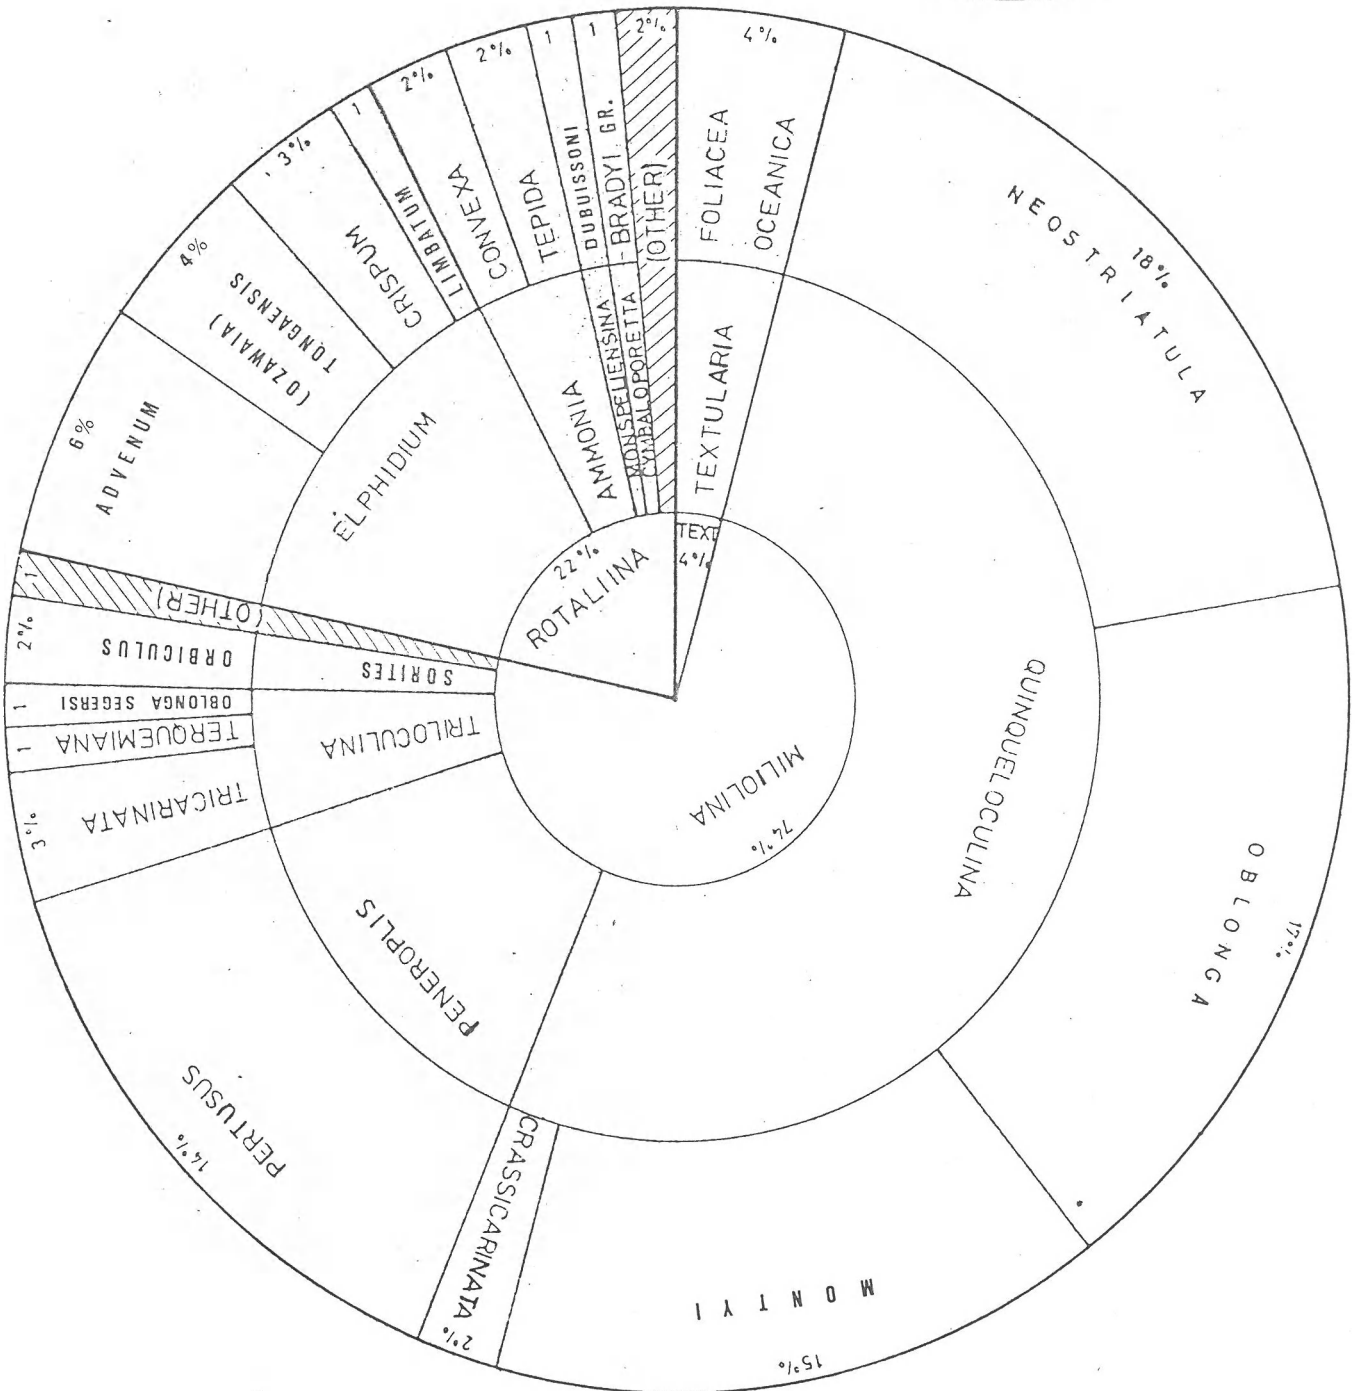 4%
FOLIACEA
OCEANICA
TEXTULARIA
TEXT
4%
18%
NEOSTRIATULA
17%
OBLONGA
15%
MONTYI
2%
CRASSICARINATA
QUINQUELOCULINA
MILIOLINA
74%
14%
PERTUSUS
PENEROPLIS
3%
TRICARINATA
1
TERQUEMIANA
1
OBLONGA SEGERSI
TRILOCULINA
2%
ORBICULUS
SORITES
1
(OTHER)
6%
ADVENUM
4%
(OZAWAIA)
TONGAENSIS
3%
CRISPUM
1
LIMBATUM
ELPHIDIUM
2%
CONVEXA
2%
TEPIDA
AMMONIA
1
DUBUISSONI
MONSPELIENSINA
1
BRADYI GR.
CYMBALOPORETTA
2%
(OTHER)
22%
ROTALIINA